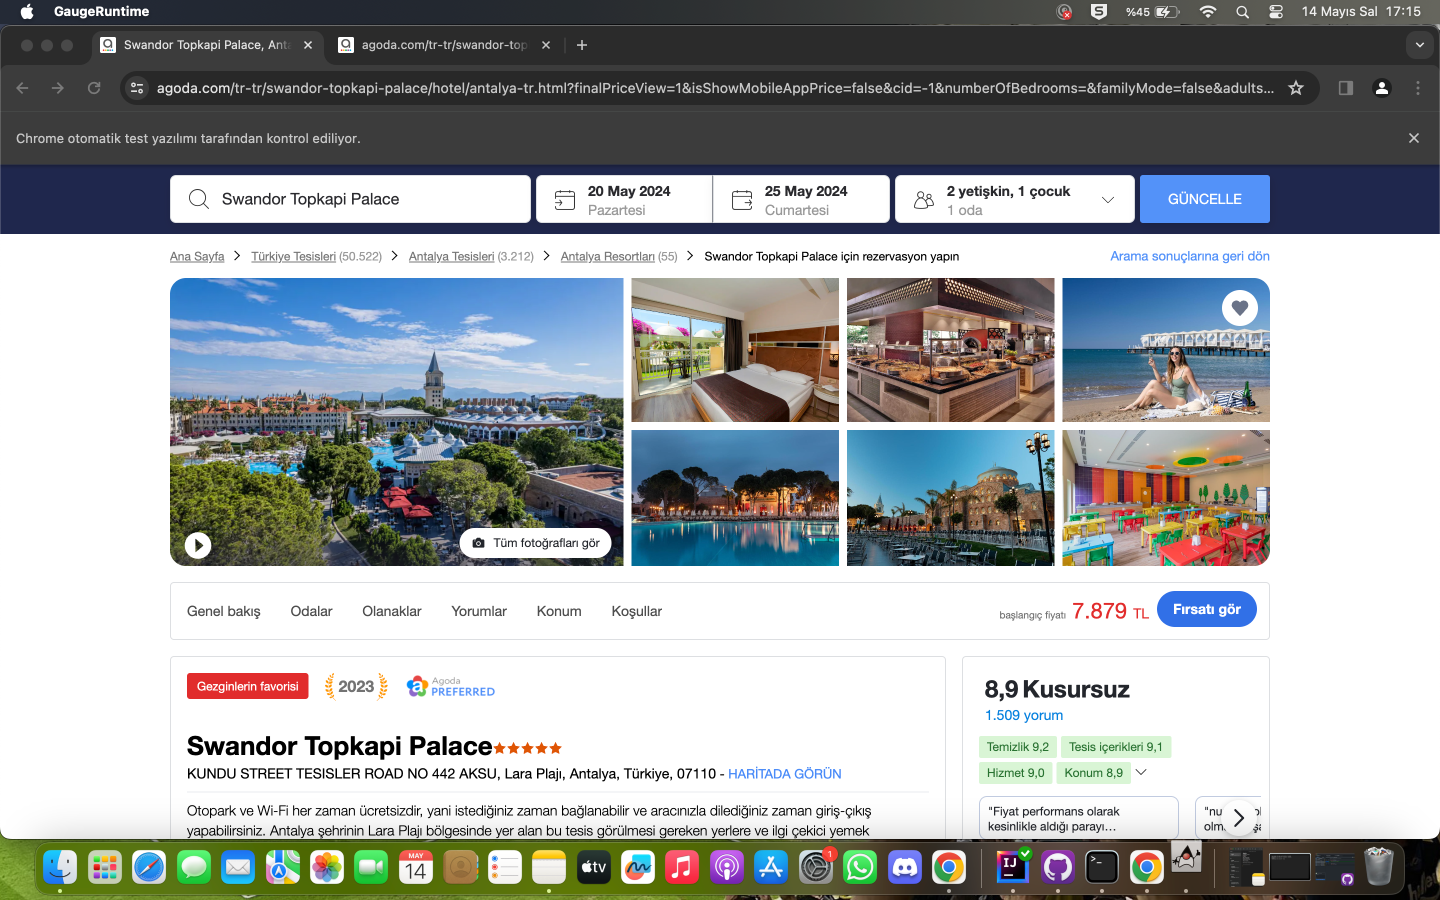 GaugeRuntime
S
%45
14 Mayıs Sal 17:15
Swandor Topkapi Palace, Anta
agoda.com/tr-tr/swandor-top
agoda.com/tr-tr/swandor-topkapi-palace/hotel/antalya-tr.html?finalPriceView=1&isShowMobileAppPrice=false&cid=-1&numberOfBedrooms=&familyMode=false&adults...
Chrome otomatik test yazılımı tarafından kontrol ediliyor.
Swandor Topkapi Palace
20 May 2024
Pazartesi
25 May 2024
Cumartesi
2 yetişkin, 1 çocuk
1 oda
GÜNCELLE
Ana Sayfa > Türkiye Tesisleri (50.522) > Antalya Tesisleri (3.212) > Antalya Resortları (55) > Swandor Topkapi Palace için rezervasyon yapın
Arama sonuçlarına geri dön
Tüm fotoğrafları gör
Genel bakış
Odalar
Olanaklar
Yorumlar
Konum
Koşullar
başlangıç fiyatı 7.879 TL
Fırsatı gör
Gezginlerin favorisi
2023
Agoda
PREFERRED
Swandor Topkapi Palace
KUNDU STREET TESISLER ROAD NO 442 AKSU, Lara Plajı, Antalya, Türkiye, 07110 - HARİTADA GÖRÜN
Otopark ve Wi-Fi her zaman ücretsizdir, yani istediğiniz zaman bağlanabilir ve aracınızla dilediğiniz zaman giriş-çıkış
yapabilirsiniz. Antalya şehrinin Lara Plajı bölgesinde yer alan bu tesis görülmesi gereken yerlere ve ilgi çekici yemek
8,9 Kusursuz
1.509 yorum
Temizlik 9,2
Tesis içerikleri 9,1
Hizmet 9,0
Konum 8,9
"Fiyat performans olarak
kesinlikle aldığı parayı...
MAY
14
tv
1
IJ